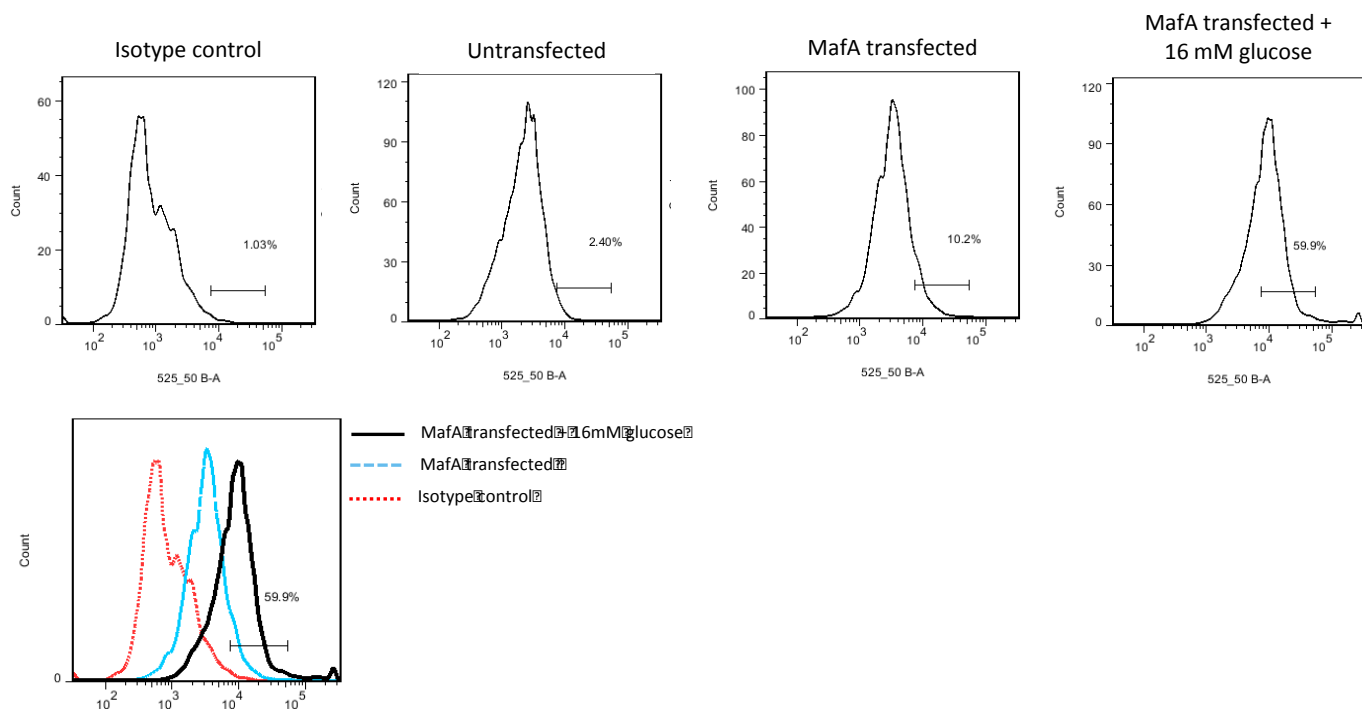 Isotype control
Untransfected
MafA transfected
MafA transfected +
16 mM glucose
60
40
20
0
Count
1.03%
10^2 10^3 10^4 10^5
525_50 B-A
120
90
60
30
0
Count
2.40%
10^2 10^3 10^4 10^5
525_50 B-A
100
80
60
40
20
0
Count
10.2%
10^2 10^3 10^4 10^5
525_50 B-A
120
90
60
30
0
Count
59.9%
10^2 10^3 10^4 10^5
525_50 B-A
Count
0
59.9%
10^2 10^3 10^4 10^5
MafA transfected + 16mM glucose
MafA transfected
Isotype control